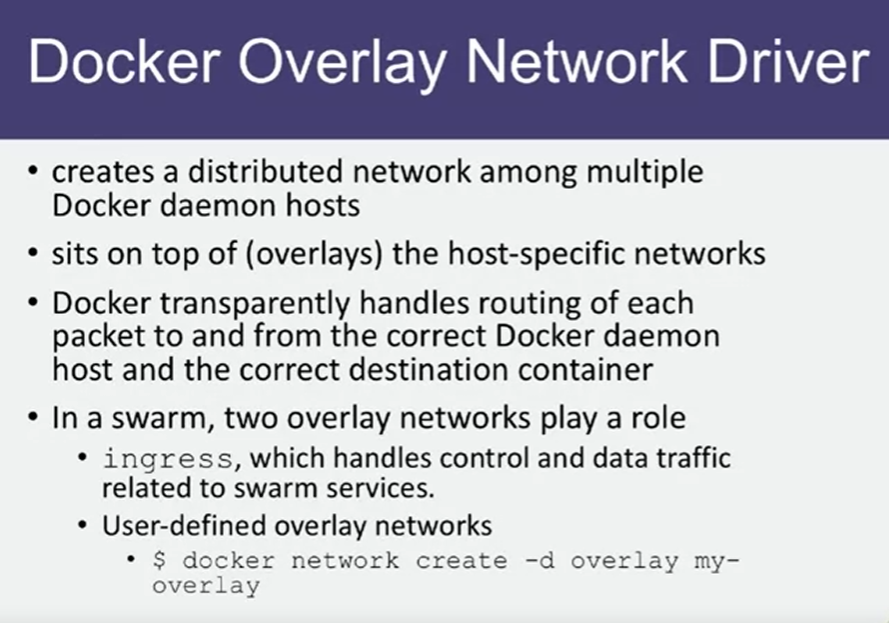 Docker Overlay Network Driver
• creates a distributed network among multiple
Docker daemon hosts
• sits on top of (overlays) the host-specific networks
• Docker transparently handles routing of each
packet to and from the correct Docker daemon
host and the correct destination container
• In a swarm, two overlay networks play a role
• ingress, which handles control and data traffic
related to swarm services.
• User-defined overlay networks
• $ docker network create -d overlay my-
overlay